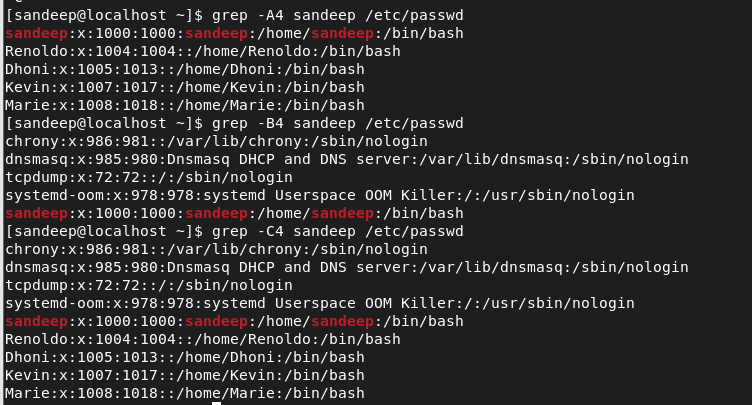 [sandeep@localhost ~]$ grep -A4 sandeep /etc/passwd
sandeep:x:1000:1000:sandeep:/home/sandeep:/bin/bash
Renoldo:x:1004:1004::/home/Renoldo:/bin/bash
Dhoni:x:1005:1013::/home/Dhoni:/bin/bash
Kevin:x:1007:1017::/home/Kevin:/bin/bash
Marie:x:1008:1018::/home/Marie:/bin/bash
[sandeep@localhost ~]$ grep -B4 sandeep /etc/passwd
chrony:x:986:981::/var/lib/chrony:/sbin/nologin
dnsmasq:x:985:980:Dnsmasq DHCP and DNS server:/var/lib/dnsmasq:/sbin/nologin
tcpdump:x:72:72::/:/sbin/nologin
systemd-oom:x:978:978:systemd Userspace OOM Killer:/:/usr/sbin/nologin
sandeep:x:1000:1000:sandeep:/home/sandeep:/bin/bash
[sandeep@localhost ~]$ grep -C4 sandeep /etc/passwd
chrony:x:986:981::/var/lib/chrony:/sbin/nologin
dnsmasq:x:985:980:Dnsmasq DHCP and DNS server:/var/lib/dnsmasq:/sbin/nologin
tcpdump:x:72:72::/:/sbin/nologin
systemd-oom:x:978:978:systemd Userspace OOM Killer:/:/usr/sbin/nologin
sandeep:x:1000:1000:sandeep:/home/sandeep:/bin/bash
Renoldo:x:1004:1004::/home/Renoldo:/bin/bash
Dhoni:x:1005:1013::/home/Dhoni:/bin/bash
Kevin:x:1007:1017::/home/Kevin:/bin/bash
Marie:x:1008:1018::/home/Marie:/bin/bash